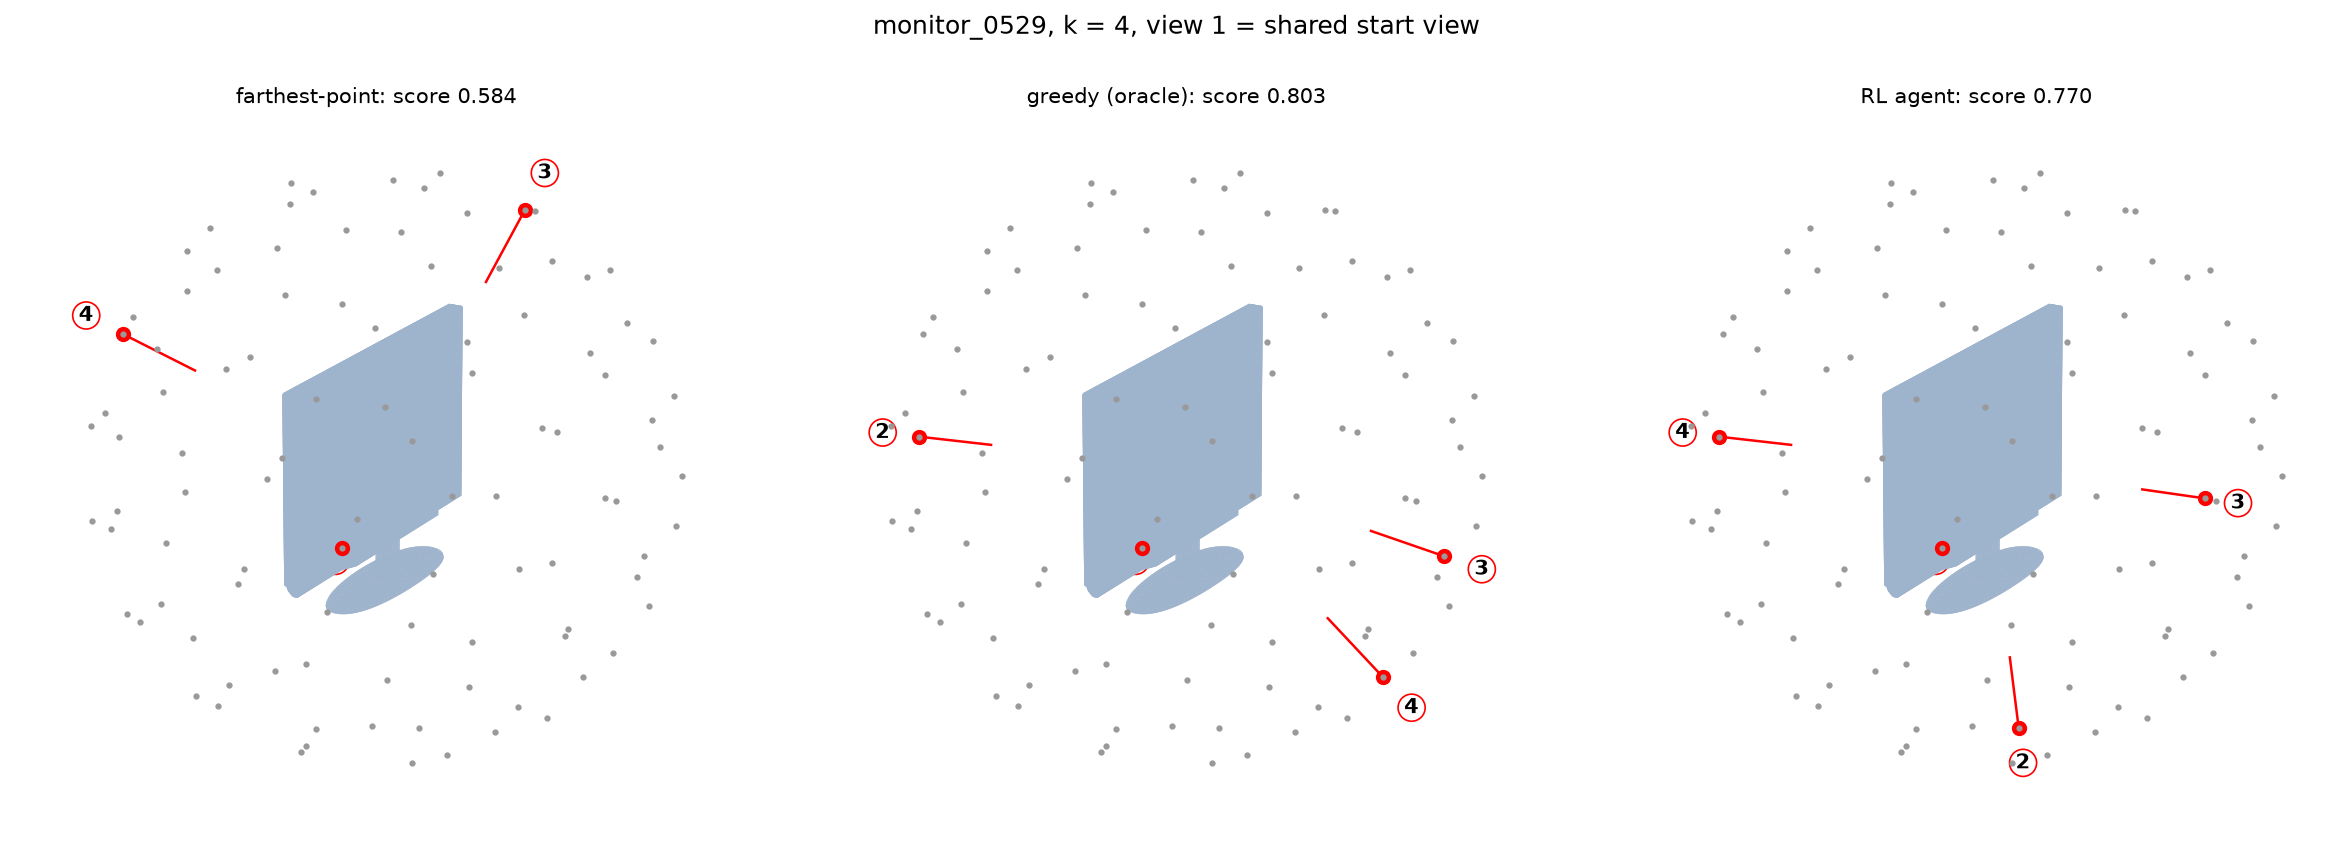 monitor_0529, k = 4, view 1 = shared start view
farthest-point: score 0.584
3
4
greedy (oracle): score 0.803
2
3
4
RL agent: score 0.770
4
3
2